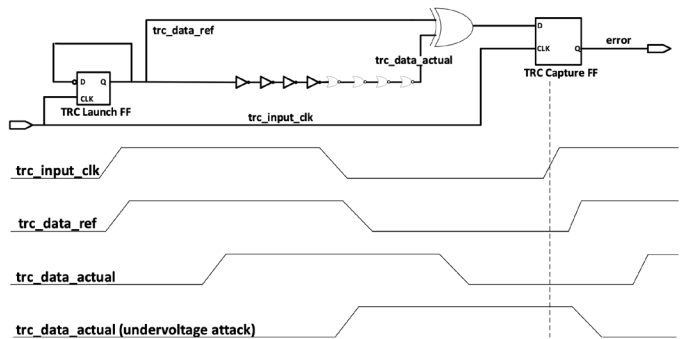 trc_data_ref
D
Q
CLK
TRC Launch FF
trc_data_actual
trc_input_clk
D
CLK
Q
TRC Capture FF
error
trc_input_clk
trc_data_ref
trc_data_actual
trc_data_actual (undervoltage attack)